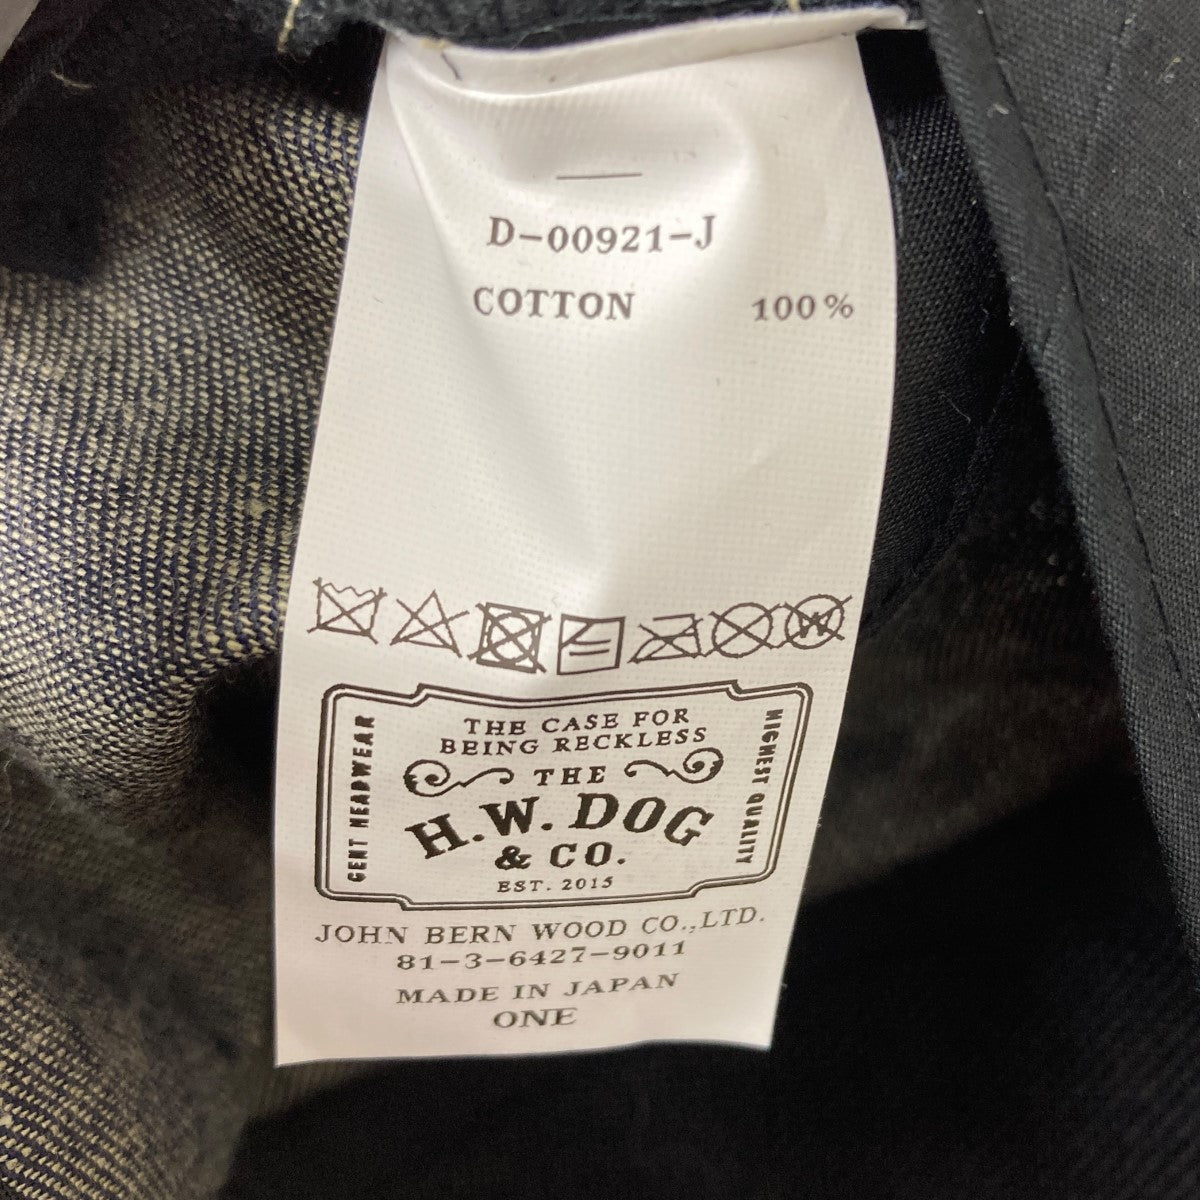 D-00921-J
COTTON 100%
W
THE CASE FOR
BEING RECKLESS
GENT HEADWEAR
THE
H.W. DOG
& CO.
EST. 2015
HIGHEST QUALITY
JOHN BERN WOOD CO.,LTD.
81-3-6427-9011
MADE IN JAPAN
ONE